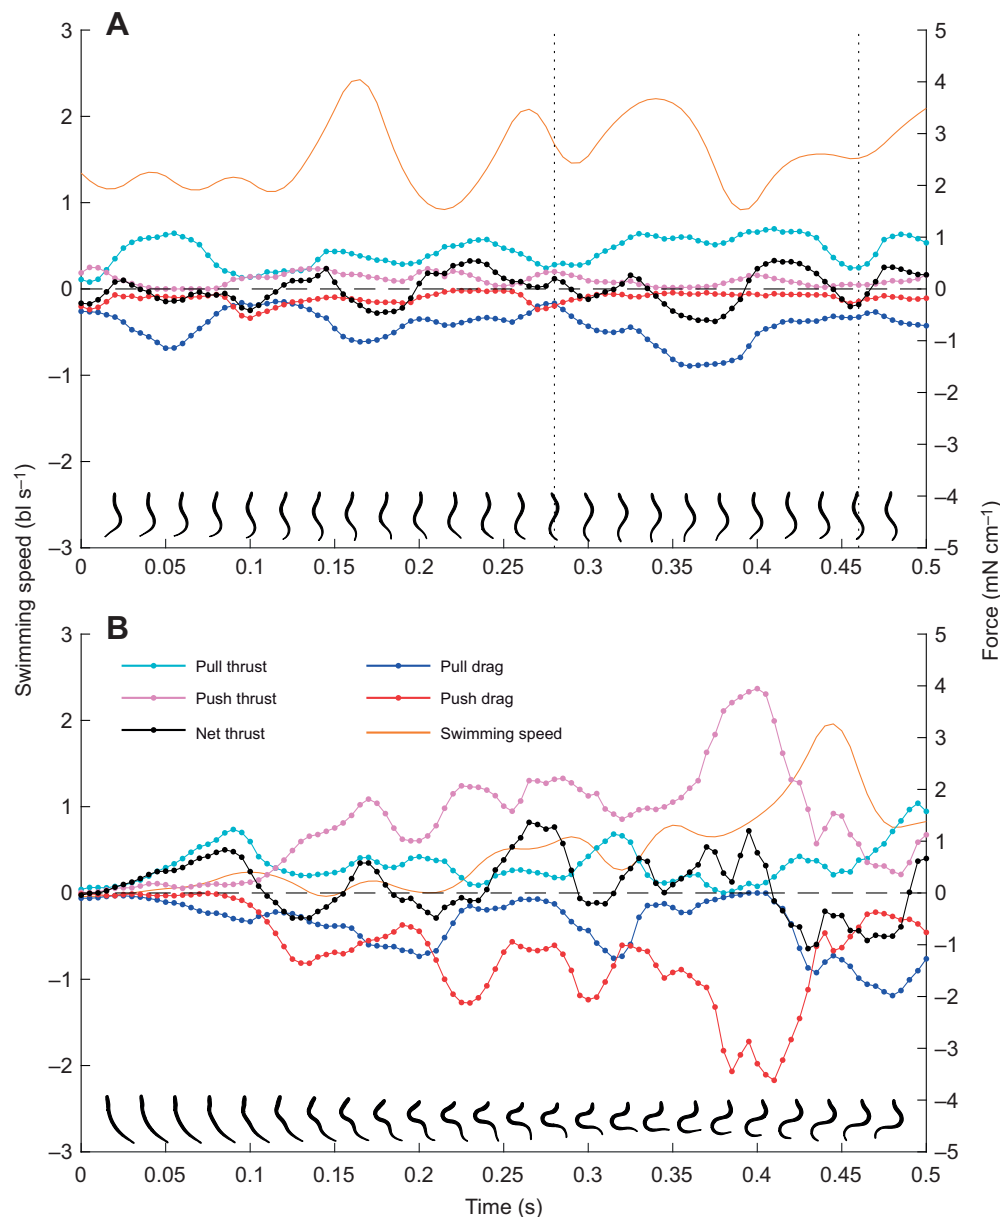 A
3
2
1
0
–1
–2
–3
5
4
3
2
1
0
–1
–2
–3
–4
–5
0 0.05 0.1 0.15 0.2 0.25 0.3 0.35 0.4 0.45 0.5
Swimming speed (bl s–1)
Force (mN cm–1)
B
3
2
1
0
–1
–2
–3
Pull thrust
Push thrust
Net thrust
Pull drag
Push drag
Swimming speed
5
4
3
2
1
0
–1
–2
–3
–4
–5
0 0.05 0.1 0.15 0.2 0.25 0.3 0.35 0.4 0.45 0.5
Time (s)